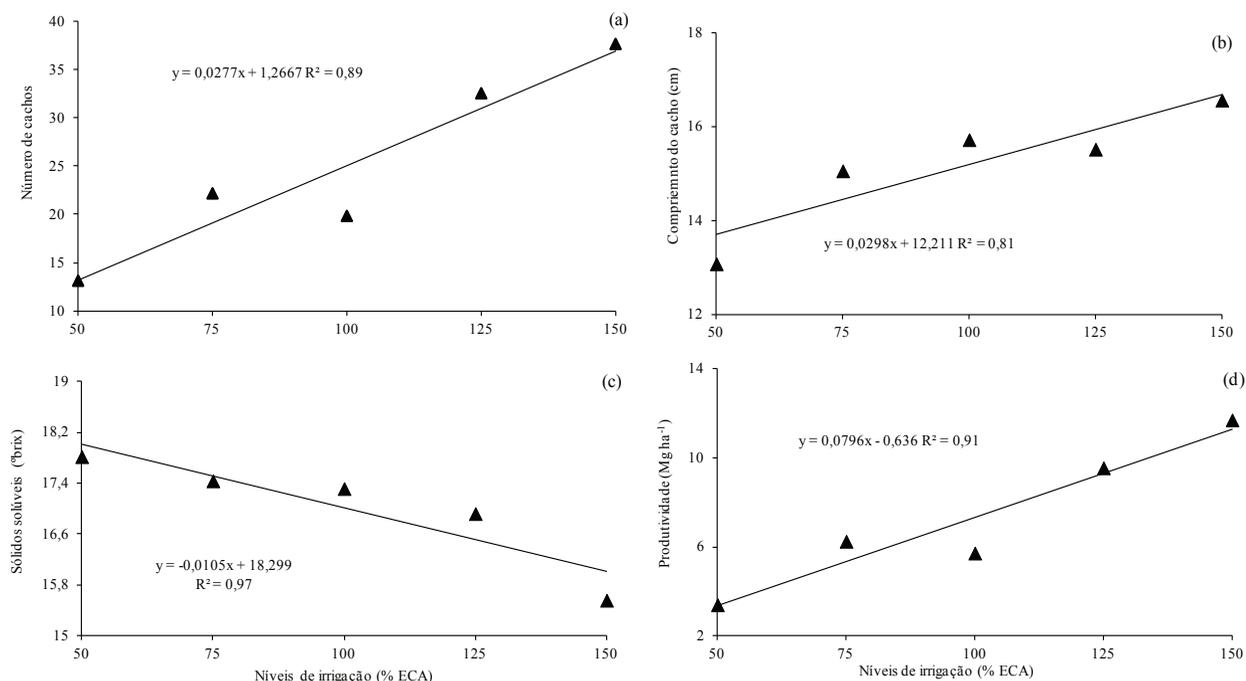 (a)
Número de cachos
40
35
30
25
20
15
10
y = 0,0277x + 1,2667 R² = 0,89
50 75 100 125 150
(b)
Compriemnto do cacho (cm)
18
16
14
12
y = 0,0298x + 12,211 R² = 0,81
50 75 100 125 150
(c)
Sólidos solúveis (ºbrix)
19
18,2
17,4
16,6
15,8
15
y = -0,0105x + 18,299
R² = 0,97
50 75 100 125 150
Níveis de irrigação (% ECA)
(d)
Produtividade (Mg ha⁻¹)
14
10
6
2
y = 0,0796x - 0,636 R² = 0,91
50 75 100 125 150
Níveis de irrigação (% ECA)